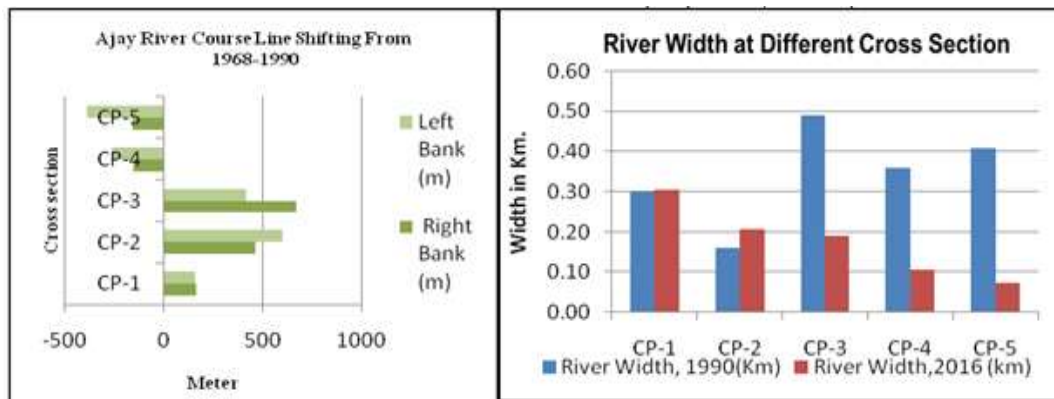 Ajay River Course Line Shifting From
1968-1990
Cross section
CP-5
CP-4
CP-3
CP-2
CP-1
-500 0 500 1000
Meter
Left
Bank
(m)
Right
Bank
(m)
River Width at Different Cross Section
Width in Km.
0.60
0.50
0.40
0.30
0.20
0.10
0.00
CP-1 CP-2 CP-3 CP-4 CP-5
River Width, 1990(Km) River Width,2016 (km)